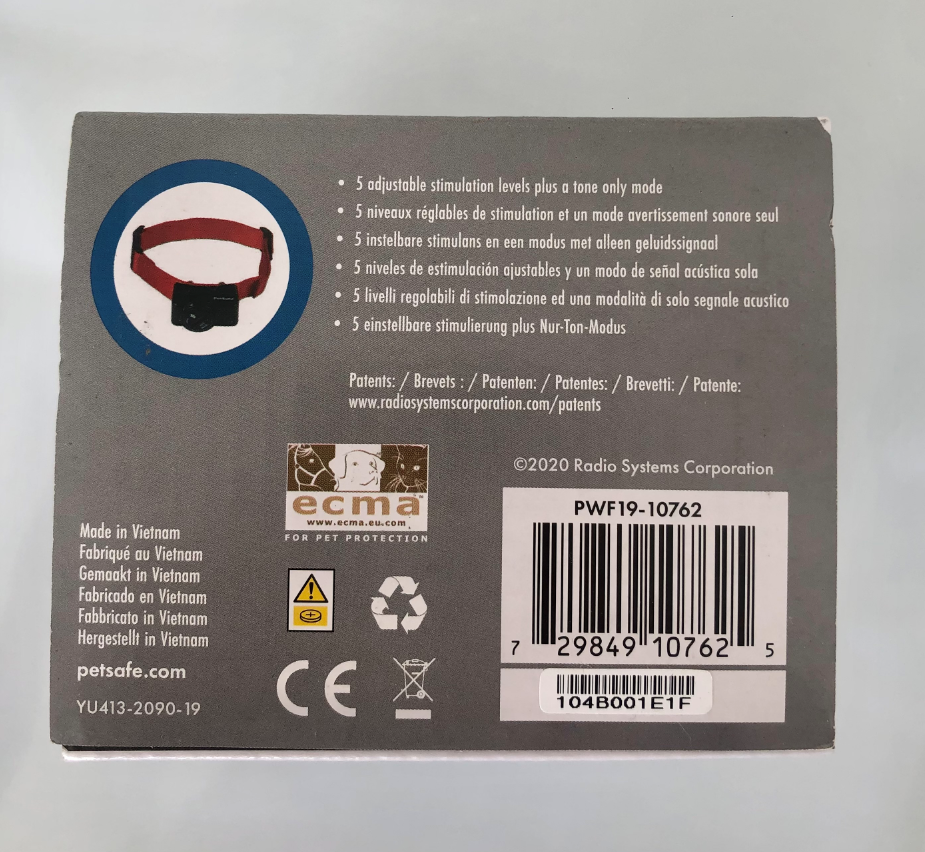 • 5 adjustable stimulation levels plus a tone only mode
• 5 niveaux réglables de stimulation et un mode avertissement sonore seul
• 5 instelbare stimulans en een modus met alleen geluidssignaal
• 5 niveles de estimulación ajustables y un modo de señal acústica sola
• 5 livelli regolabili di stimolazione ed una modalità di solo segnale acustico
• 5 einstellbare stimulierung plus Nur-Ton-Modus
Patents: / Brevets : / Patenten: / Patentes: / Brevetti: / Patente:
www.radiosystemscorporation.com/patents
ecma™
www.ecma.eu.com
FOR PET PROTECTION
©2020 Radio Systems Corporation
PWF19-10762
7 29849 10762 5
104B001E1F
Made in Vietnam
Fabriqué au Vietnam
Gemaakt in Vietnam
Fabricado en Vietnam
Fabbricato in Vietnam
Hergestellt in Vietnam
petsafe.com
YU413-2090-19
CE